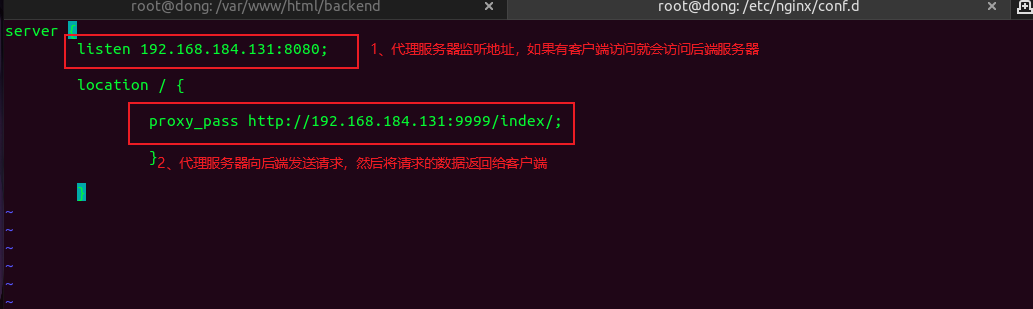 root@dong: /var/www/html/backend × root@dong: /etc/nginx/conf.d ×
server {
listen 192.168.184.131:8080; 1、代理服务器监听地址，如果有客户端访问就会访问后端服务器
location / {
proxy_pass http://192.168.184.131:9999/index/;
}2、代理服务器向后端发送请求，然后将请求的数据返回给客户端
}
~
~
~
~
~
~